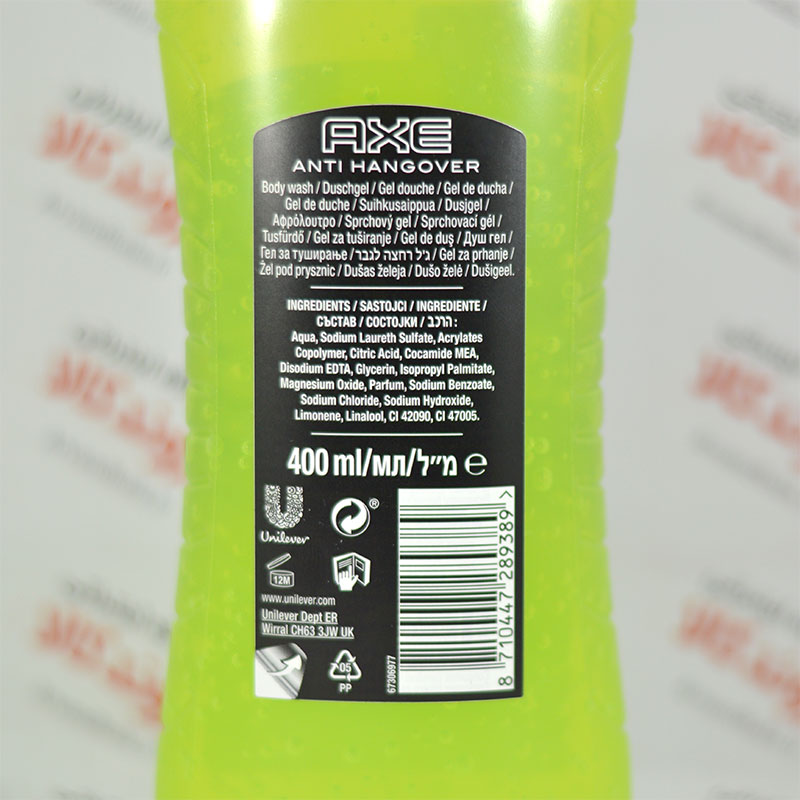 AXE
ANTI HANGOVER
Body wash / Duschgel / Gel douche / Gel de ducha /
Gel de duche / Suihkusaippua / Dusjgel /
Αφρόλουτρο / Sprchový gel / Sprchovací gél /
Tusfürdő / Gel za tuširanje / Gel de duş / Душ гел /
Гел за туширање / ג׳ל רחצה לגבר / Gel za prhanje /
Żel pod prysznic / Dušas želeja / Dušo želė / Dušigeel.
INGREDIENTS / SASTOJCI / INGREDIENTE /
СЪСТАВ / СОСТОЈКИ / הרכב :
Aqua, Sodium Laureth Sulfate, Acrylates
Copolymer, Citric Acid, Cocamide MEA,
Disodium EDTA, Glycerin, Isopropyl Palmitate,
Magnesium Oxide, Parfum, Sodium Benzoate,
Sodium Chloride, Sodium Hydroxide,
Limonene, Linalool, CI 42090, CI 47005.
400 ml/мл/מ״ל e
Unilever
®
12M
www.unilever.com
Unilever Dept ER
Wirral CH63 3JW UK
05
PP
67306977
8 710447 289389 >